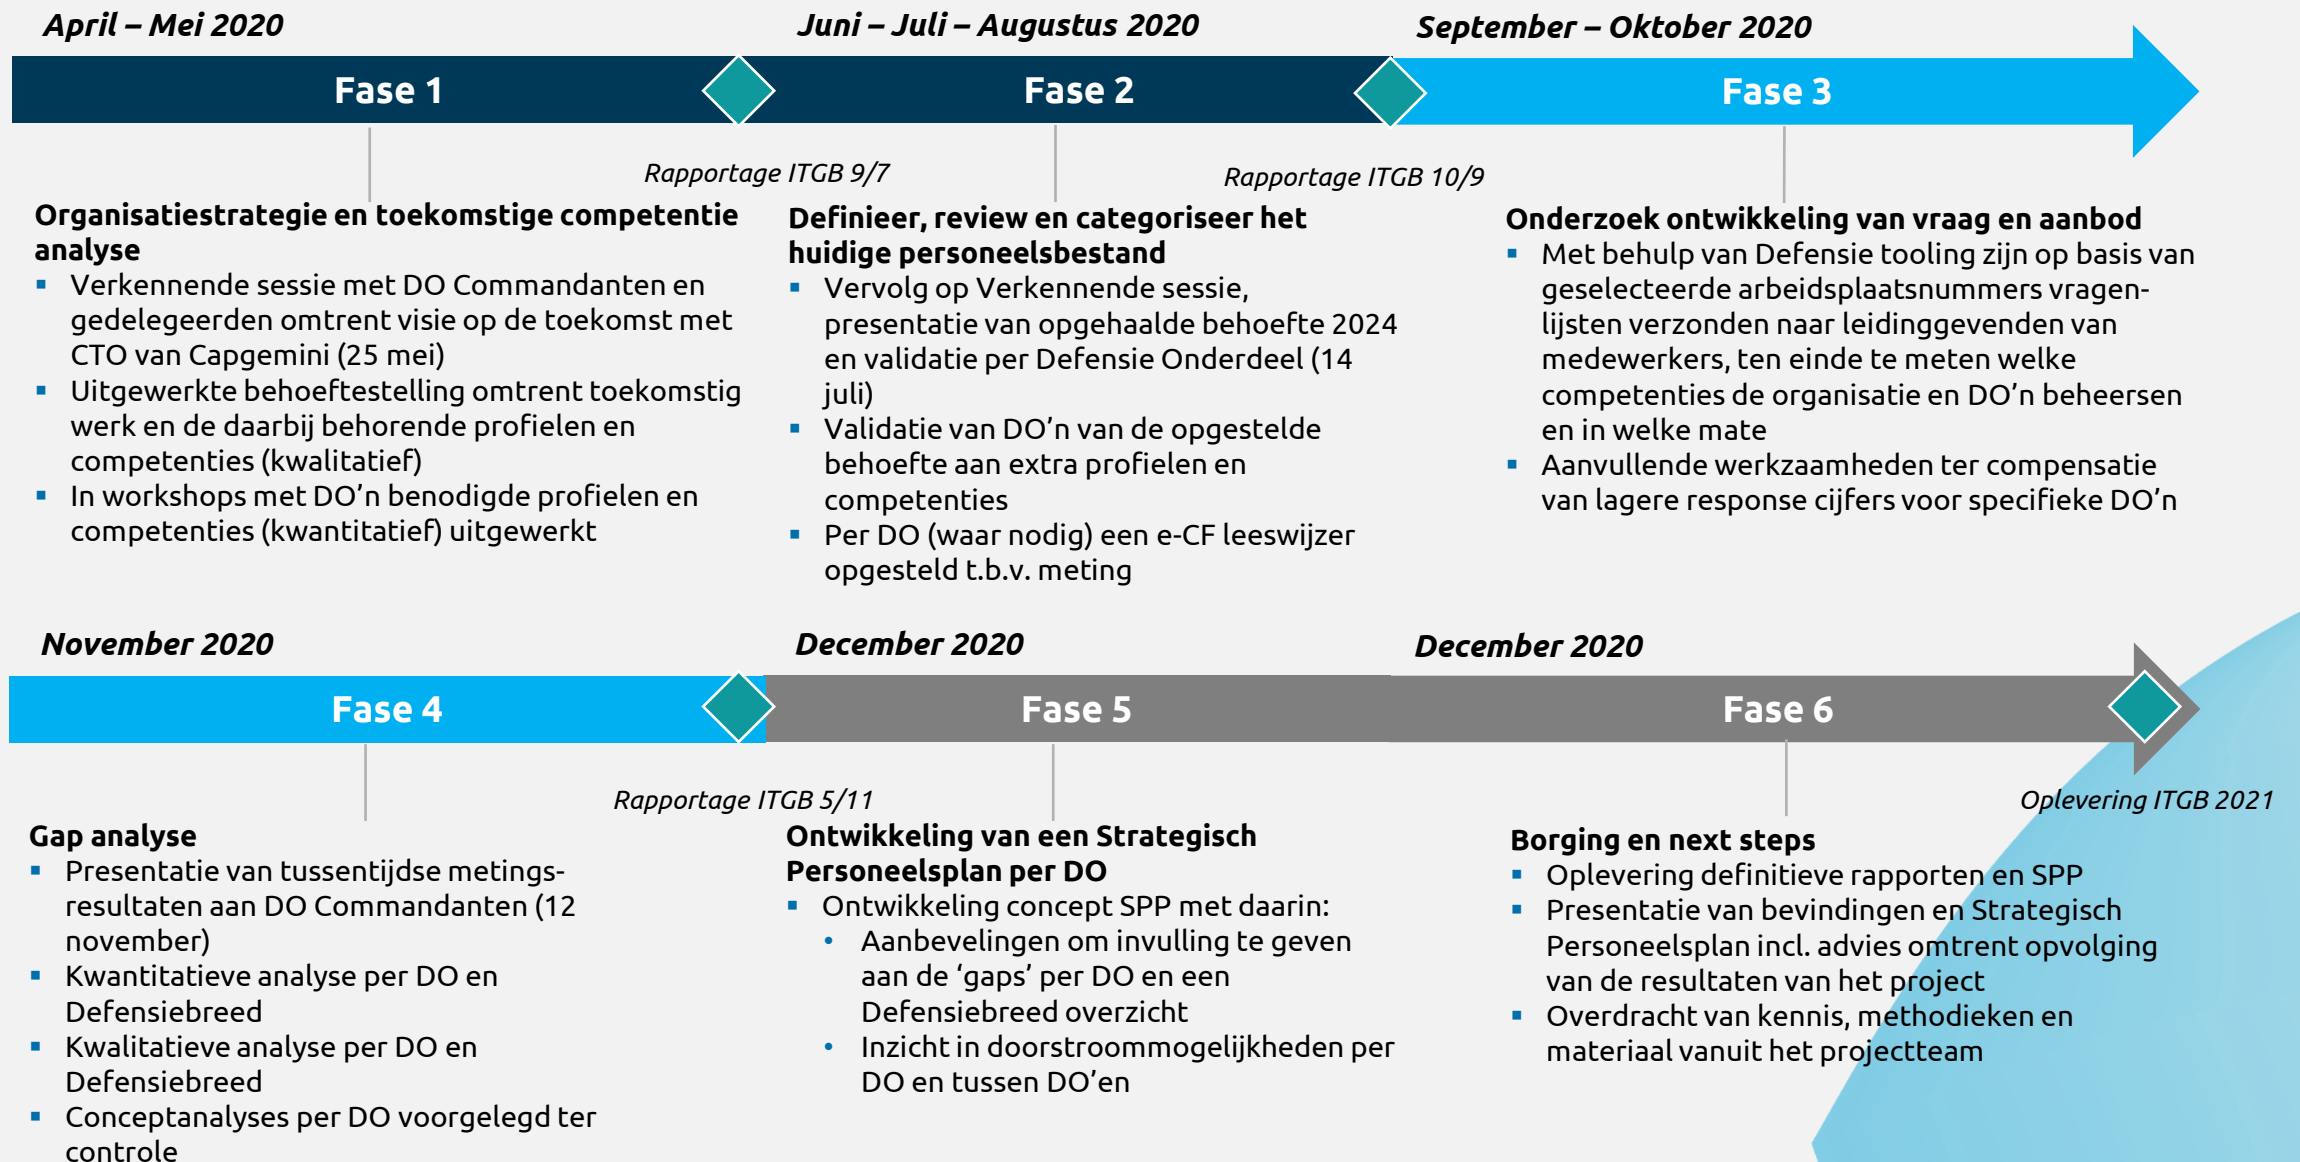 April – Mei 2020
Juni – Juli – Augustus 2020
September – Oktober 2020
Fase 1
Fase 2
Fase 3
Rapportage ITGB 9/7
Rapportage ITGB 10/9
Organisatiestrategie en toekomstige competentie
analyse
▪ Verkennende sessie met DO Commandanten en
gedelegeerden omtrent visie op de toekomst met
CTO van Capgemini (25 mei)
▪ Uitgewerkte behoeftestelling omtrent toekomstig
werk en de daarbij behorende profielen en
competenties (kwalitatief)
▪ In workshops met DO’n benodigde profielen en
competenties (kwantitatief) uitgewerkt
Definieer, review en categoriseer het
huidige personeelsbestand
▪ Vervolg op Verkennende sessie,
presentatie van opgehaalde behoefte 2024
en validatie per Defensie Onderdeel (14
juli)
▪ Validatie van DO’n van de opgestelde
behoefte aan extra profielen en
competenties
▪ Per DO (waar nodig) een e-CF leeswijzer
opgesteld t.b.v. meting
Onderzoek ontwikkeling van vraag en aanbod
▪ Met behulp van Defensie tooling zijn op basis van
geselecteerde arbeidsplaatsnummers vragen-
lijsten verzonden naar leidinggevenden van
medewerkers, ten einde te meten welke
competenties de organisatie en DO’n beheersen
en in welke mate
▪ Aanvullende werkzaamheden ter compensatie
van lagere response cijfers voor specifieke DO’n
November 2020
December 2020
December 2020
Fase 4
Fase 5
Fase 6
Rapportage ITGB 5/11
Oplevering ITGB 2021
Gap analyse
▪ Presentatie van tussentijdse metings-
resultaten aan DO Commandanten (12
november)
▪ Kwantitatieve analyse per DO en
Defensiebreed
▪ Kwalitatieve analyse per DO en
Defensiebreed
▪ Conceptanalyses per DO voorgelegd ter
controle
Ontwikkeling van een Strategisch
Personeelsplan per DO
▪ Ontwikkeling concept SPP met daarin:
• Aanbevelingen om invulling te geven
aan de ‘gaps’ per DO en een
Defensiebreed overzicht
• Inzicht in doorstroommogelijkheden per
DO en tussen DO’en
Borging en next steps
▪ Oplevering definitieve rapporten en SPP
▪ Presentatie van bevindingen en Strategisch
Personeelsplan incl. advies omtrent opvolging
van de resultaten van het project
▪ Overdracht van kennis, methodieken en
materiaal vanuit het projectteam